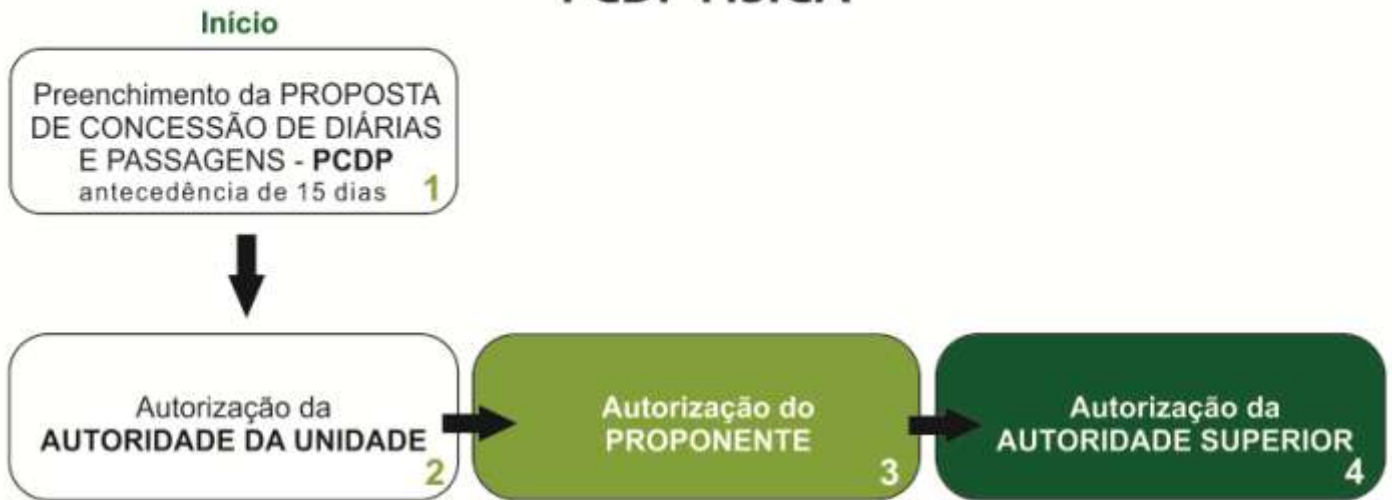 Início
Preenchimento da PROPOSTA
DE CONCESSÃO DE DIÁRIAS
E PASSAGENS - PCDP
antecedência de 15 dias 1
Autorização da
AUTORIDADE DA UNIDADE
2
Autorização do
PROPONENTE
3
Autorização da
AUTORIDADE SUPERIOR
4